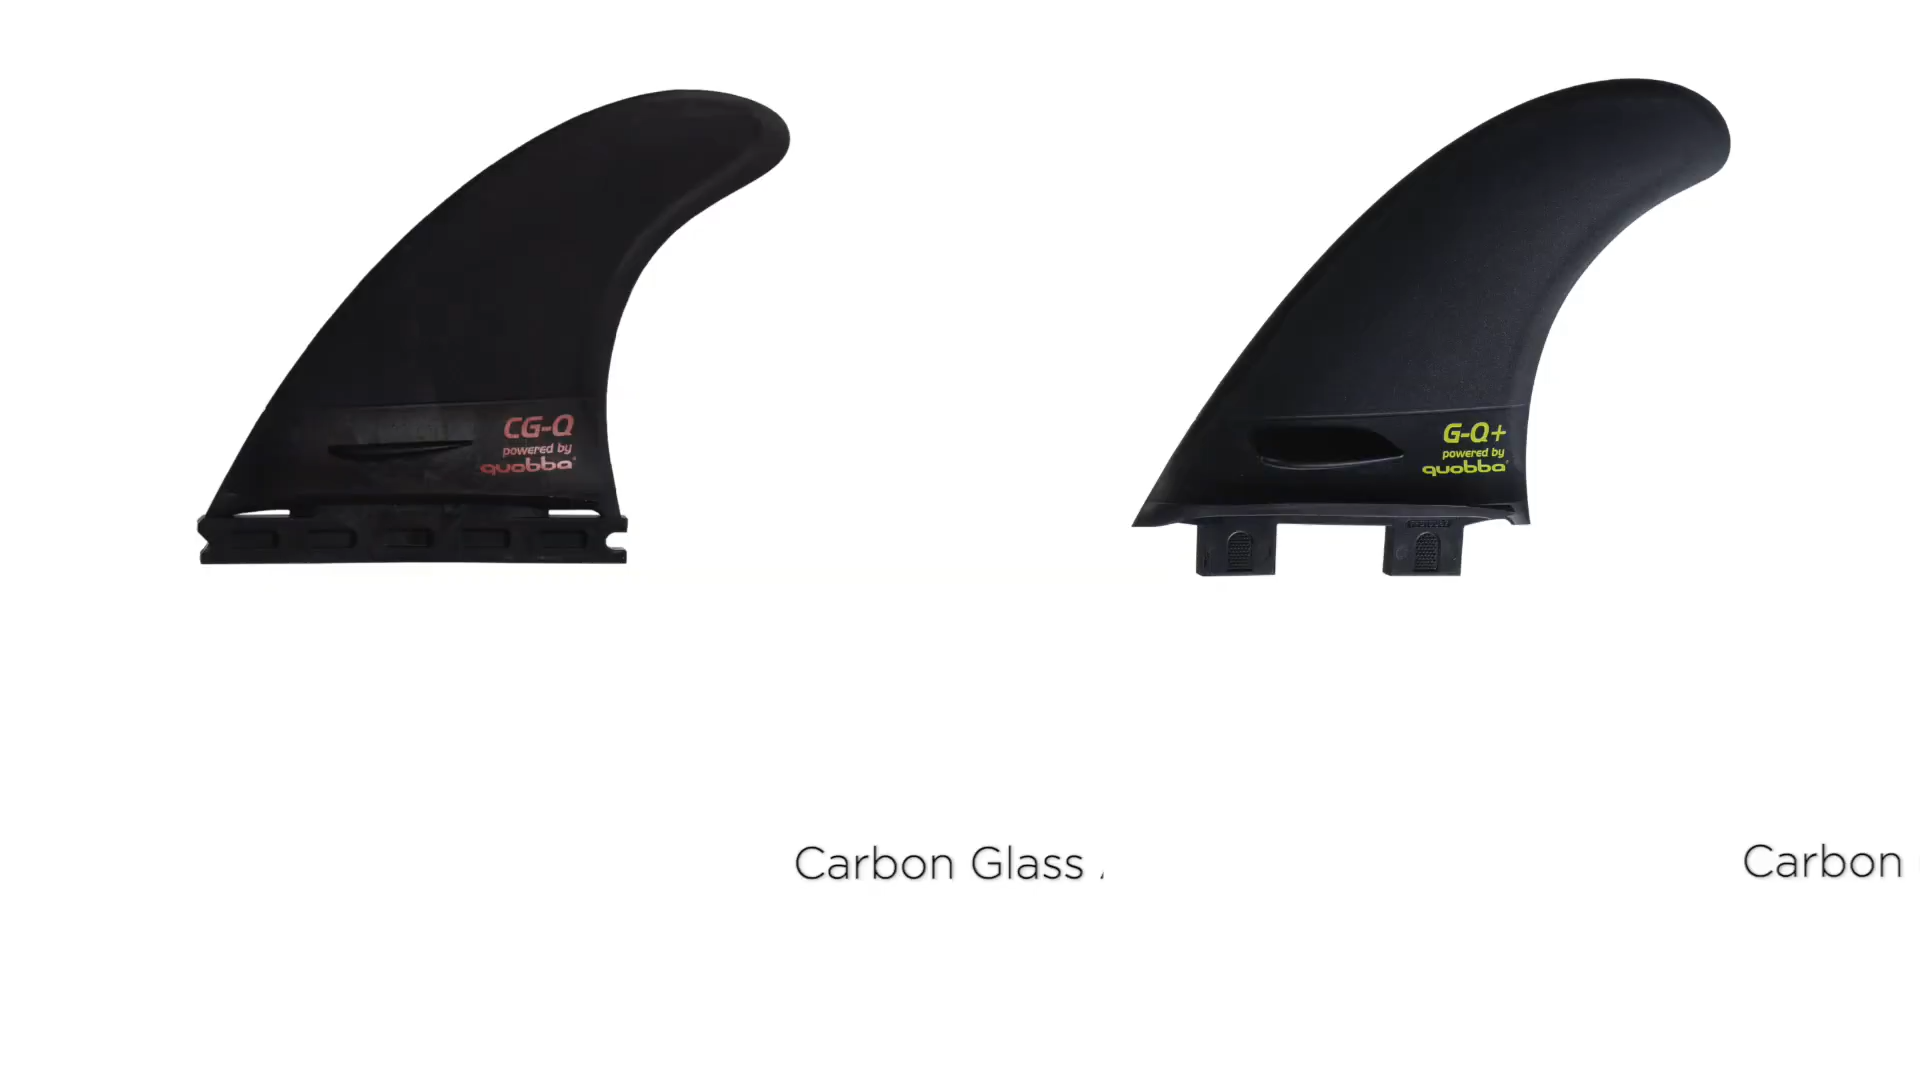 CG-Q
powered by
quobba
G-Q+
powered by
quobba
Carbon Glass
Carbon